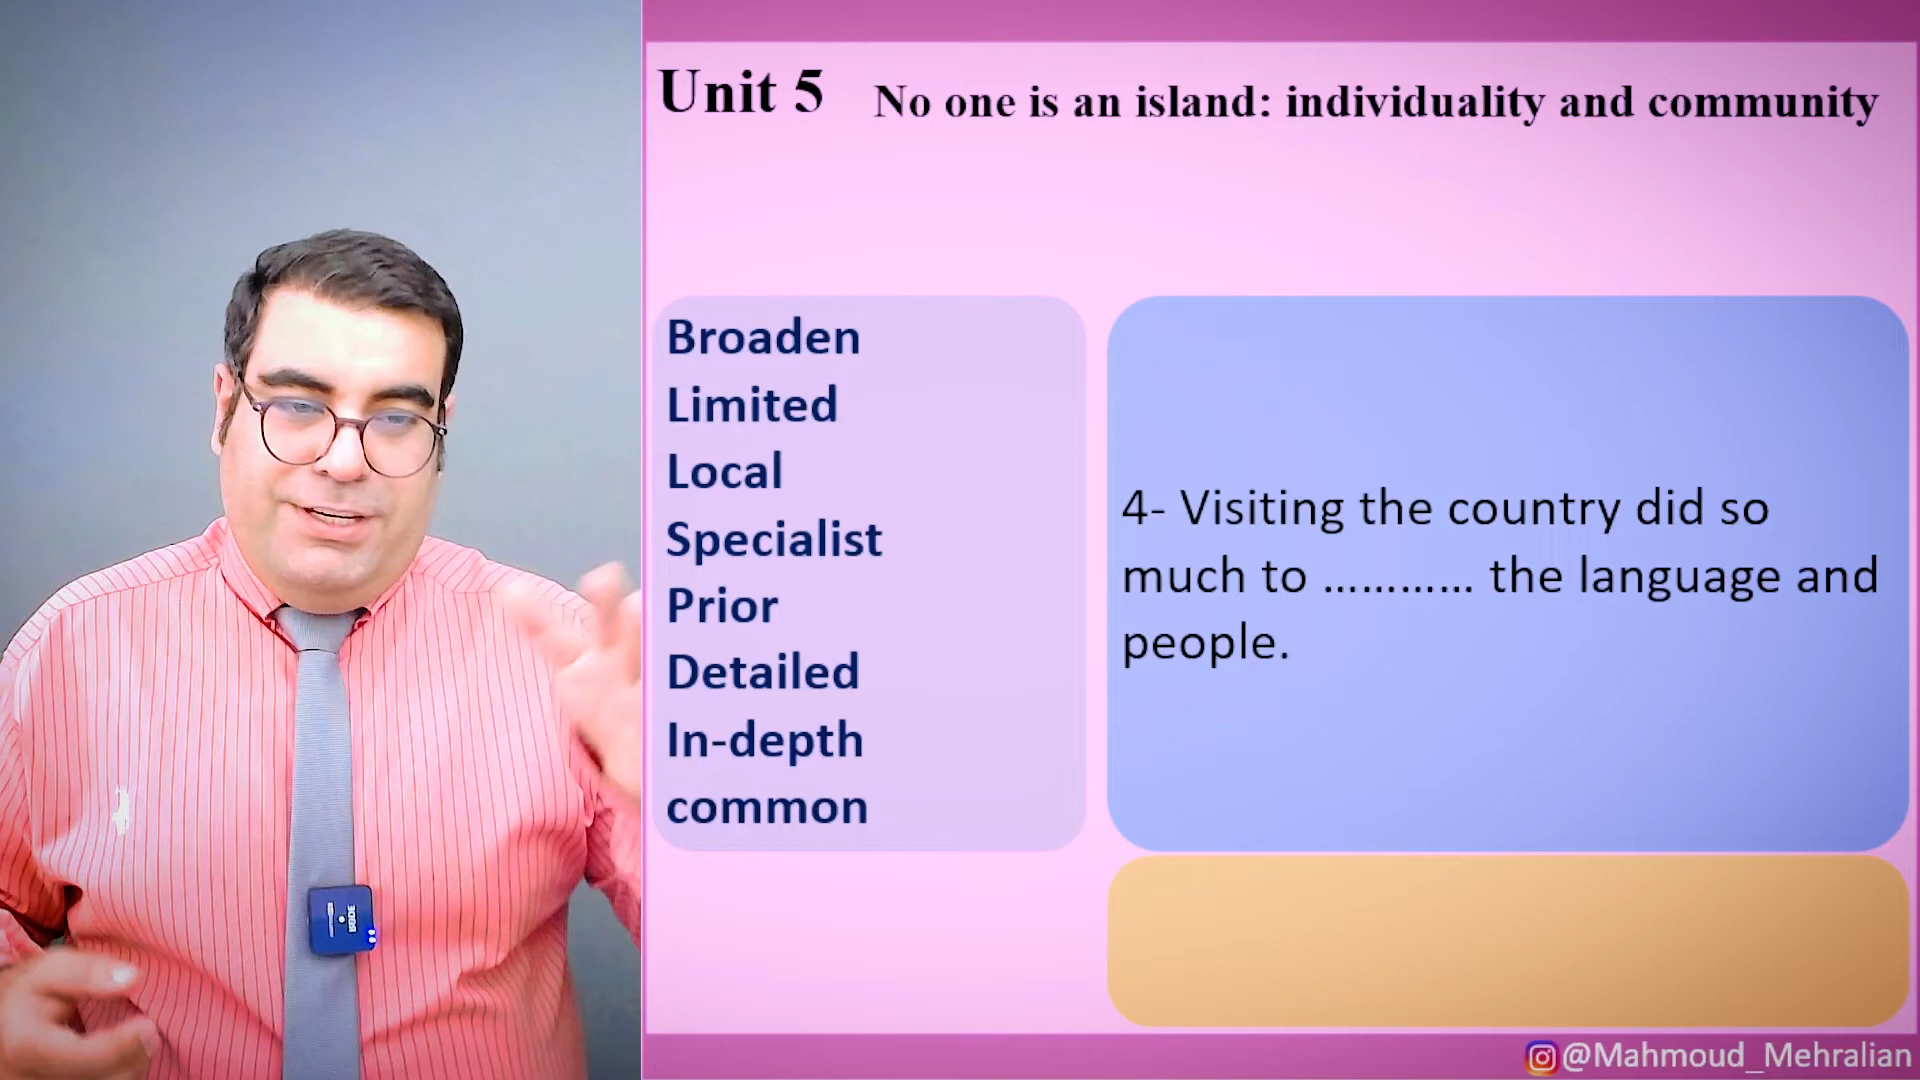 Unit 5 No one is an island: individuality and community
Broaden
Limited
Local
Specialist
Prior
Detailed
In-depth
common
4- Visiting the country did so
much to ............ the language and
people.
@Mahmoud_Mehralian